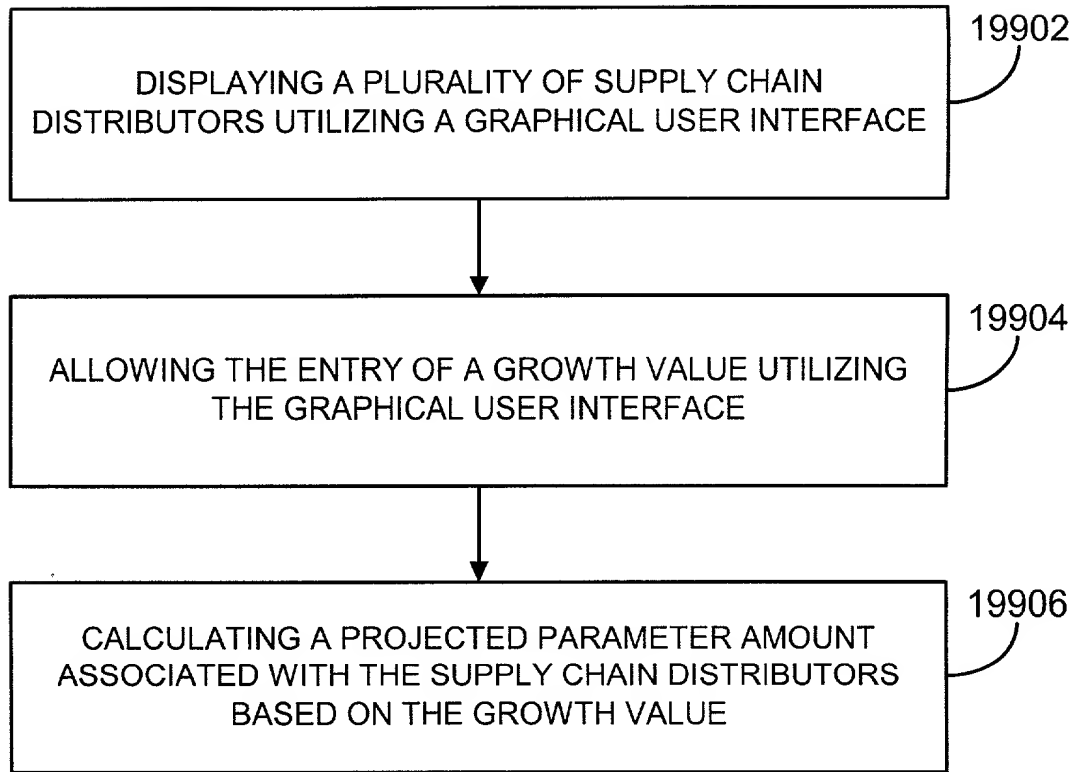 19902
DISPLAYING A PLURALITY OF SUPPLY CHAIN
DISTRIBUTORS UTILIZING A GRAPHICAL USER INTERFACE
19904
ALLOWING THE ENTRY OF A GROWTH VALUE UTILIZING
THE GRAPHICAL USER INTERFACE
19906
CALCULATING A PROJECTED PARAMETER AMOUNT
ASSOCIATED WITH THE SUPPLY CHAIN DISTRIBUTORS
BASED ON THE GROWTH VALUE